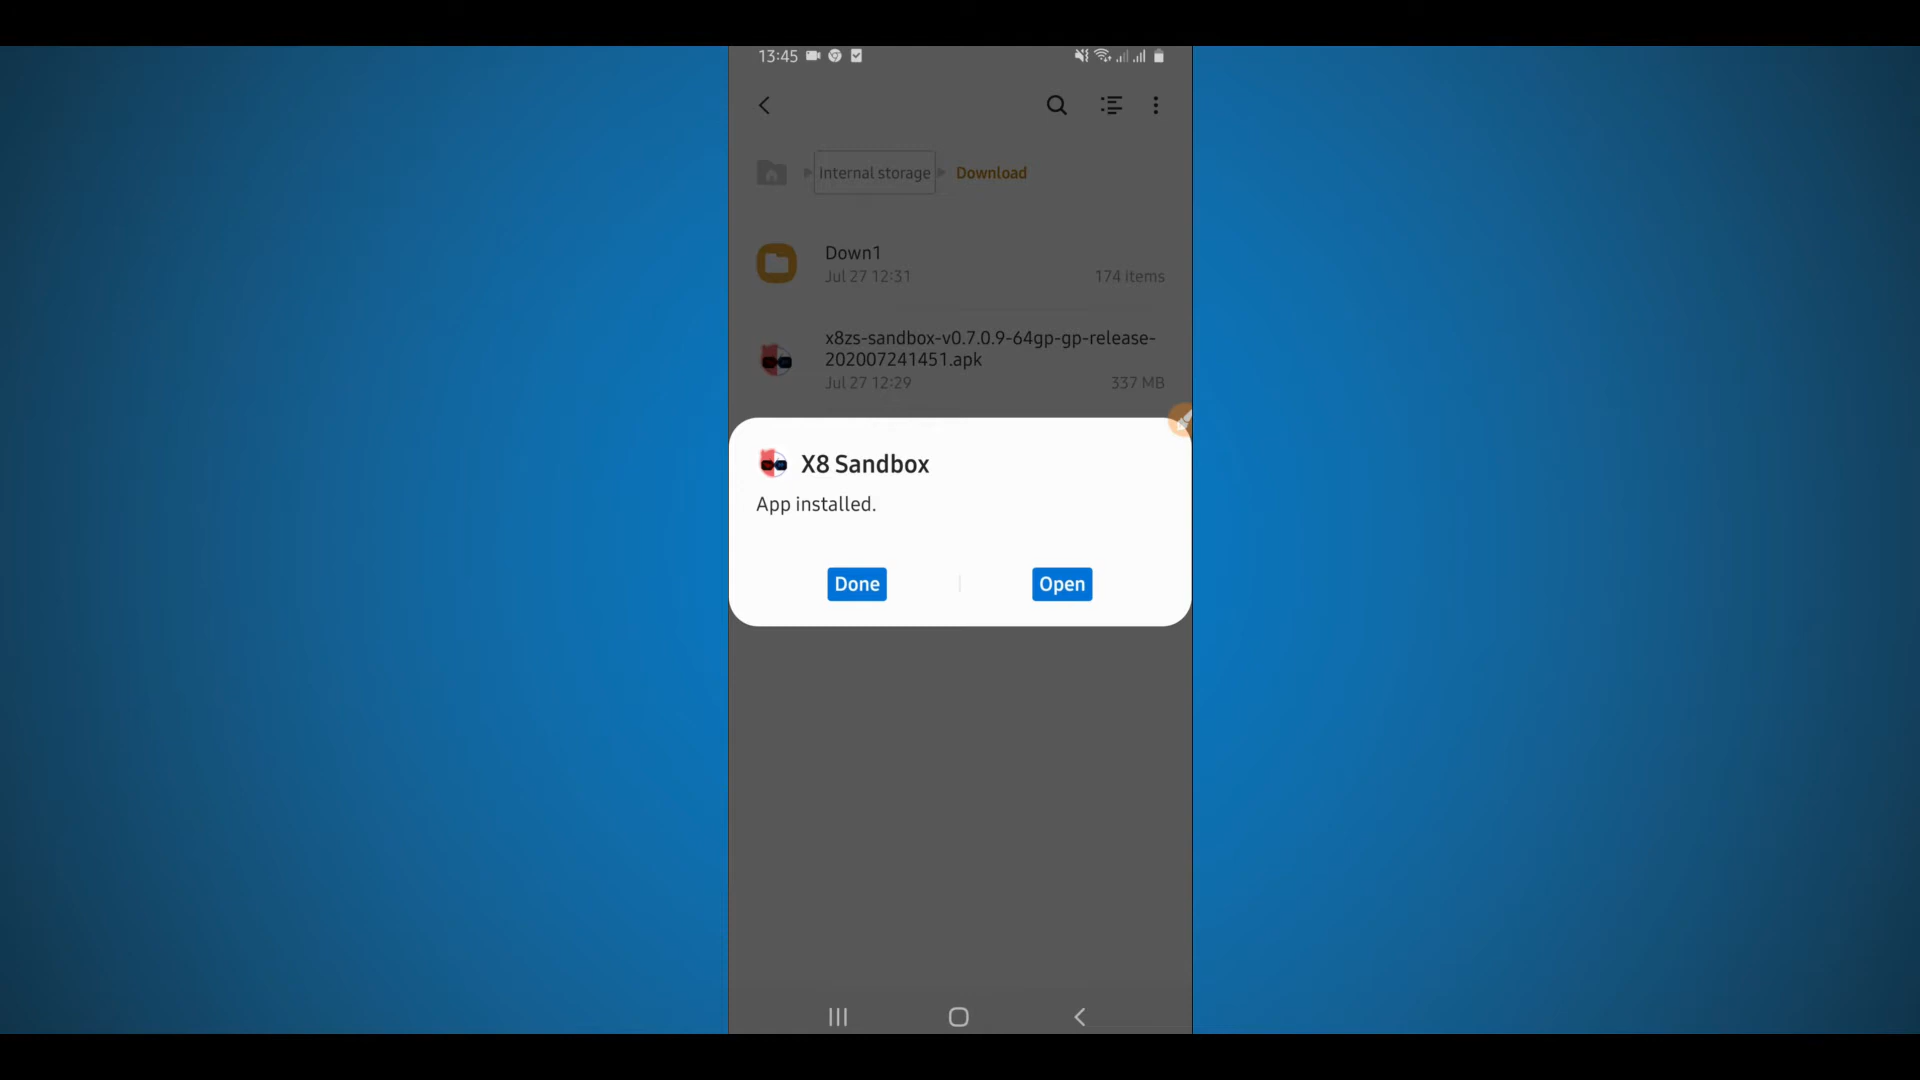 13:45
Internal storage Download
Down1
Jul 27 12:31 174 items
x8zs-sandbox-v0.7.0.9-64gp-gp-release-
202007241451.apk
Jul 27 12:29 337 MB
X8 Sandbox
App installed.
Done Open